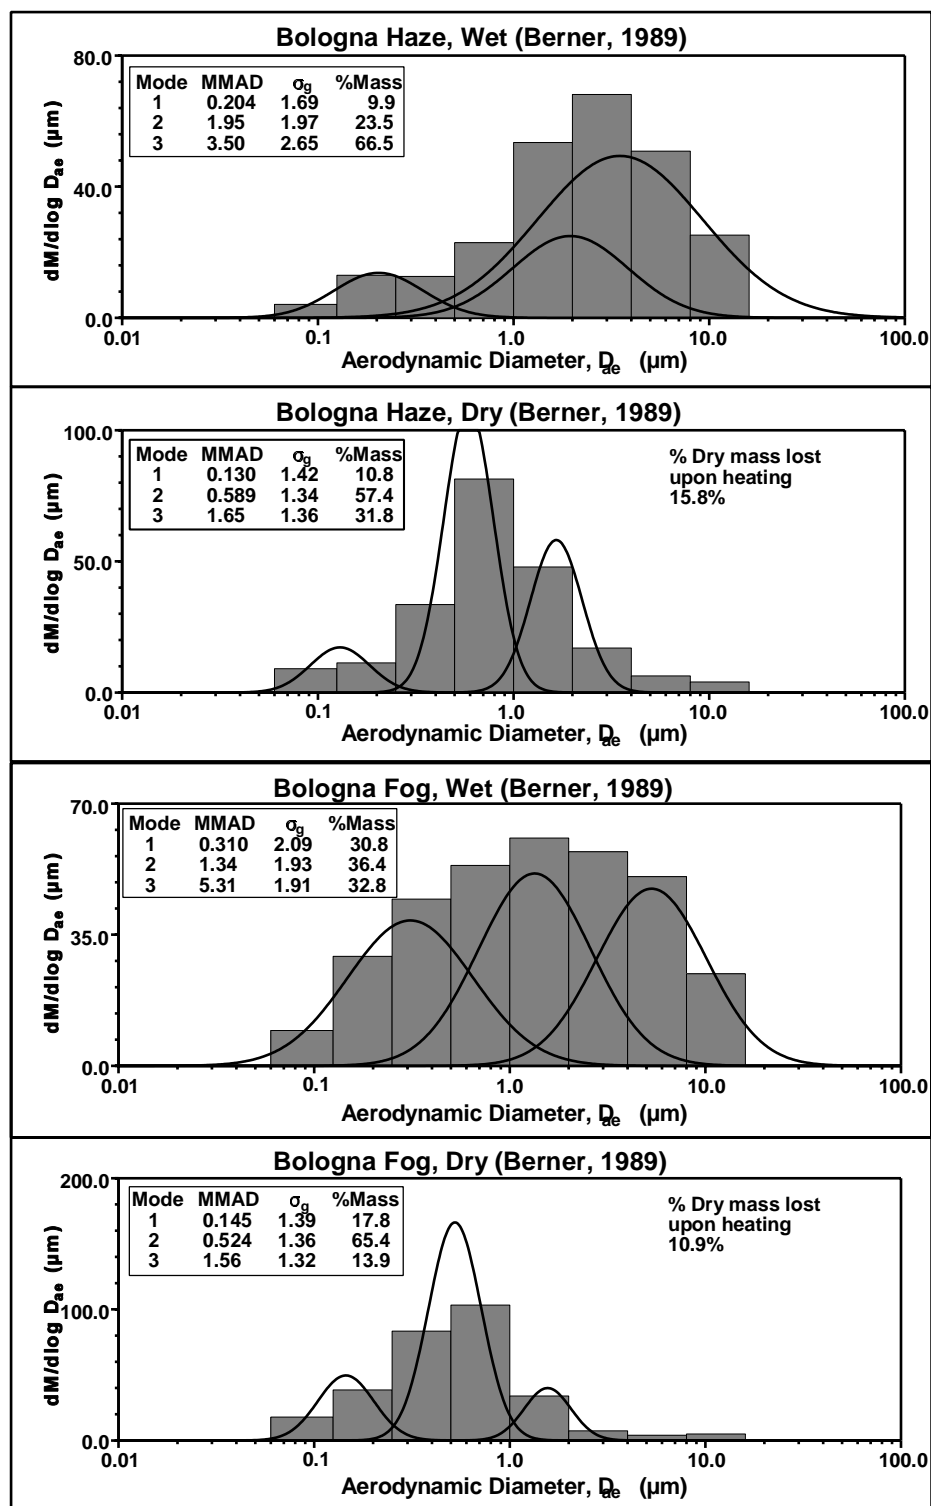 Bologna Haze, Wet (Berner, 1989)
80.0
Mode MMAD σg %Mass
1 0.204 1.69 9.9
2 1.95 1.97 23.5
3 3.50 2.65 66.5
40.0
dM/dlog Dae (µm)
0.0
0.01 0.1 1.0 10.0 100.0
Aerodynamic Diameter, Dae (µm)
Bologna Haze, Dry (Berner, 1989)
100.0
Mode MMAD σg %Mass
1 0.130 1.42 10.8
2 0.589 1.34 57.4
3 1.65 1.36 31.8
% Dry mass lost
upon heating
15.8%
50.0
dM/dlog Dae (µm)
0.0
0.01 0.1 1.0 10.0 100.0
Aerodynamic Diameter, Dae (µm)
Bologna Fog, Wet (Berner, 1989)
70.0
Mode MMAD σg %Mass
1 0.310 2.09 30.8
2 1.34 1.93 36.4
3 5.31 1.91 32.8
35.0
dM/dlog Dae (µm)
0.0
0.01 0.1 1.0 10.0 100.0
Aerodynamic Diameter, Dae (µm)
Bologna Fog, Dry (Berner, 1989)
200.0
Mode MMAD σg %Mass
1 0.145 1.39 17.8
2 0.524 1.36 65.4
3 1.56 1.32 13.9
% Dry mass lost
upon heating
10.9%
100.0
dM/dlog Dae (µm)
0.0
0.01 0.1 1.0 10.0 100.0
Aerodynamic Diameter, Dae (µm)